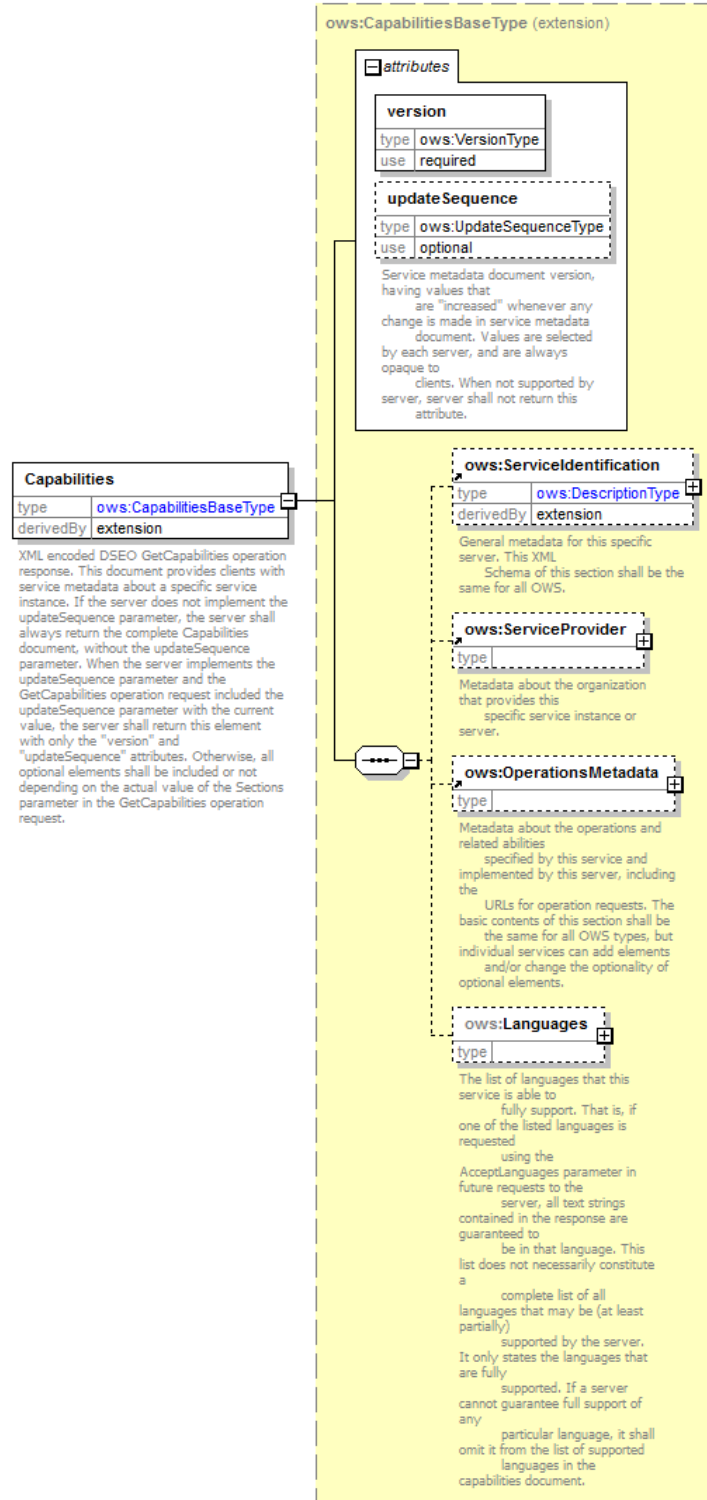 ows:CapabilitiesBaseType (extension)
attributes
version
type ows:VersionType
use required
updateSequence
type ows:UpdateSequenceType
use optional
Service metadata document version,
having values that
are "increased" whenever any
change is made in service metadata
document. Values are selected
by each server, and are always
opaque to
clients. When not supported by
server, server shall not return this
attribute.
Capabilities
type ows:CapabilitiesBaseType
derivedBy extension
XML encoded DSEO GetCapabilities operation
response. This document provides clients with
service metadata about a specific service
instance. If the server does not implement the
updateSequence parameter, the server shall
always return the complete Capabilities
document, without the updateSequence
parameter. When the server implements the
updateSequence parameter and the
GetCapabilities operation request included the
updateSequence parameter with the current
value, the server shall return this element
with only the "version" and
"updateSequence" attributes. Otherwise, all
optional elements shall be included or not
depending on the actual value of the Sections
parameter in the GetCapabilities operation
request.
ows:ServiceIdentification
type ows:DescriptionType
derivedBy extension
General metadata for this specific
server. This XML
Schema of this section shall be the
same for all OWS.
ows:ServiceProvider
type
Metadata about the organization
that provides this
specific service instance or
server.
ows:OperationsMetadata
type
Metadata about the operations and
related abilities
specified by this service and
implemented by this server, including
the
URLs for operation requests. The
basic contents of this section shall be
the same for all OWS types, but
individual services can add elements
and/or change the optionality of
optional elements.
ows:Languages
type
The list of languages that this
service is able to
fully support. That is, if
one of the listed languages is
requested
using the
AcceptLanguages parameter in
future requests to the
server, all text strings
contained in the response are
guaranteed to
be in that language. This
list does not necessarily constitute
a
complete list of all
languages that may be (at least
partially)
supported by the server.
It only states the languages that
are fully
supported. If a server
cannot guarantee full support of
any
particular language, it shall
omit it from the list of supported
languages in the
capabilities document.